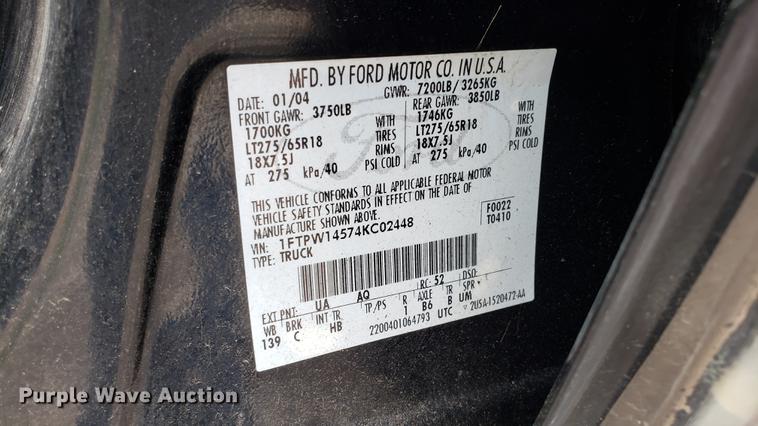 MFD. BY FORD MOTOR CO. IN U.S.A.
DATE: 01/04 GVWR: 7200LB/ 3265KG
FRONT GAWR: 3750LB REAR GAWR: 3850LB
1700KG WITH 1746KG WITH
LT275/65R18 TIRES LT275/65R18 TIRES
18X7.5J RIMS 18X7.5J RIMS
AT 275 kPa/40 PSI COLD AT 275 kPa/40 PSI COLD
Ford
THIS VEHICLE CONFORMS TO ALL APPLICABLE FEDERAL MOTOR
VEHICLE SAFETY STANDARDS IN EFFECT ON THE DATE OF
MANUFACTURE SHOWN ABOVE.
VIN: 1FTPW14574KC02448 F0022
TYPE: TRUCK T0410
EXT PNT: UA AQ RC: 52 DSO:
WB BRK INT TR TP/PS R AXLE TR SPR
139 C HB 1 B6 B UM
2200401064793 UTC 2U5A-1520472-AA
Purple Wave Auction